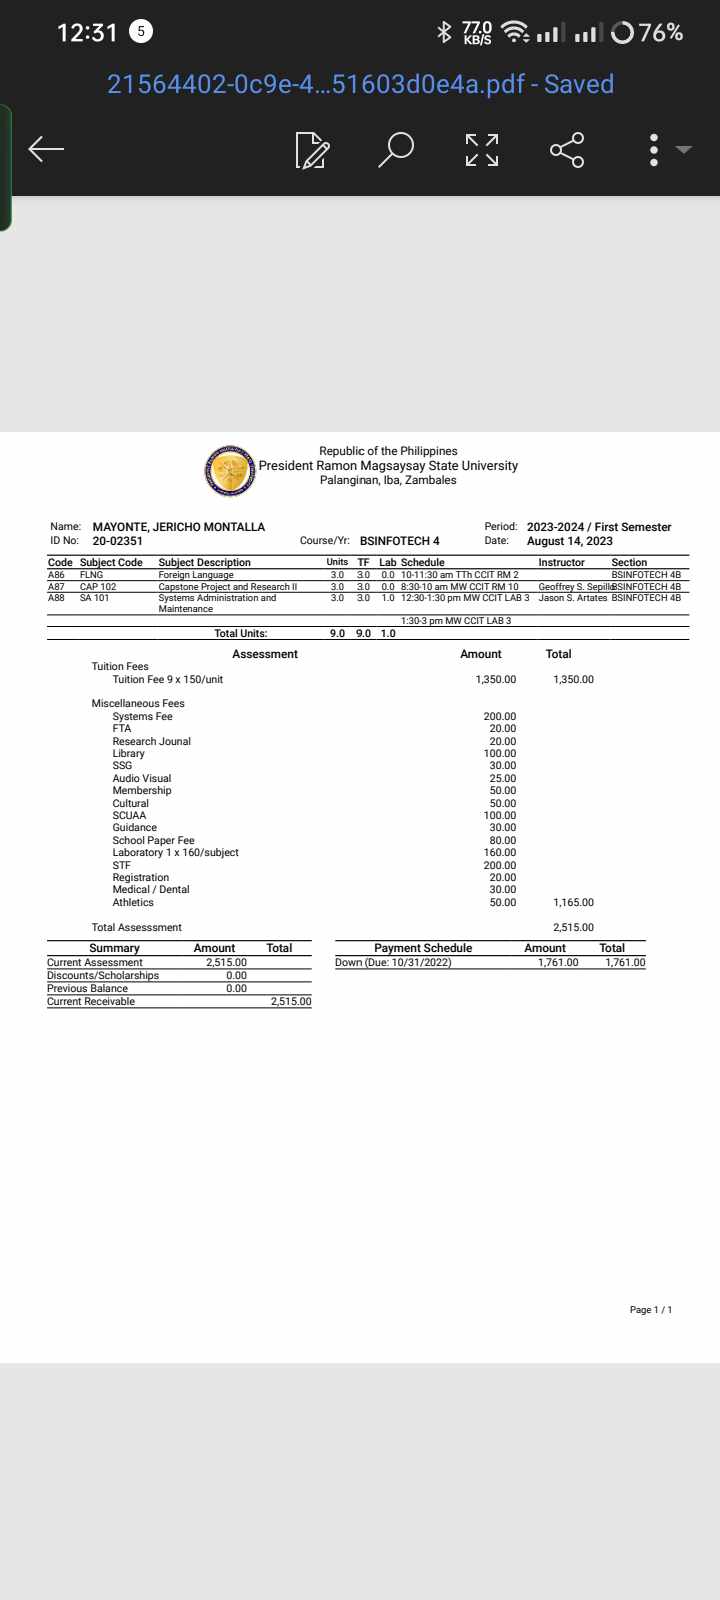 12:31 5 77.0 KB/S 76%
21564402-0c9e-4...51603d0e4a.pdf - Saved
Republic of the Philippines
President Ramon Magsaysay State University
Palanginan, Iba, Zambales
Name: MAYONTE, JERICHO MONTALLA Period: 2023-2024 / First Semester
ID No: 20-02351 Course/Yr: BSINFOTECH 4 Date: August 14, 2023
Code Subject Code Subject Description Units TF Lab Schedule Instructor Section
A86 FLNG Foreign Language 3.0 3.0 0.0 10-11:30 am TTh CCIT RM 2 BSINFOTECH 4B
A87 CAP 102 Capstone Project and Research II 3.0 3.0 0.0 8:30-10 am MW CCIT RM 10 Geoffrey S. BSINFOTECH 4B
A88 SA 101 Systems Administration and 3.0 3.0 1.0 12:30-1:30 pm MW CCIT LAB 3 Jason S. Artates BSINFOTECH 4B
Maintenance
1:30-3 pm MW CCIT LAB 3
Total Units: 9.0 9.0 1.0
Assessment Amount Total
Tuition Fees
Tuition Fee 9 x 150/unit 1,350.00 1,350.00
Miscellaneous Fees
Systems Fee 200.00
FTA 20.00
Research Jounal 20.00
Library 100.00
SSG 30.00
Audio Visual 25.00
Membership 50.00
Cultural 50.00
SCUAA 100.00
Guidance 30.00
School Paper Fee 80.00
Laboratory 1 x 160/subject 160.00
STF 200.00
Registration 20.00
Medical / Dental 30.00
Athletics 50.00 1,165.00
Total Assesssment 2,515.00
Summary Amount Total Payment Schedule Amount Total
Current Assessment 2,515.00 Down (Due: 10/31/2022) 1,761.00 1,761.00
Discounts/Scholarships 0.00
Previous Balance 0.00
Current Receivable 2,515.00
Page 1 / 1